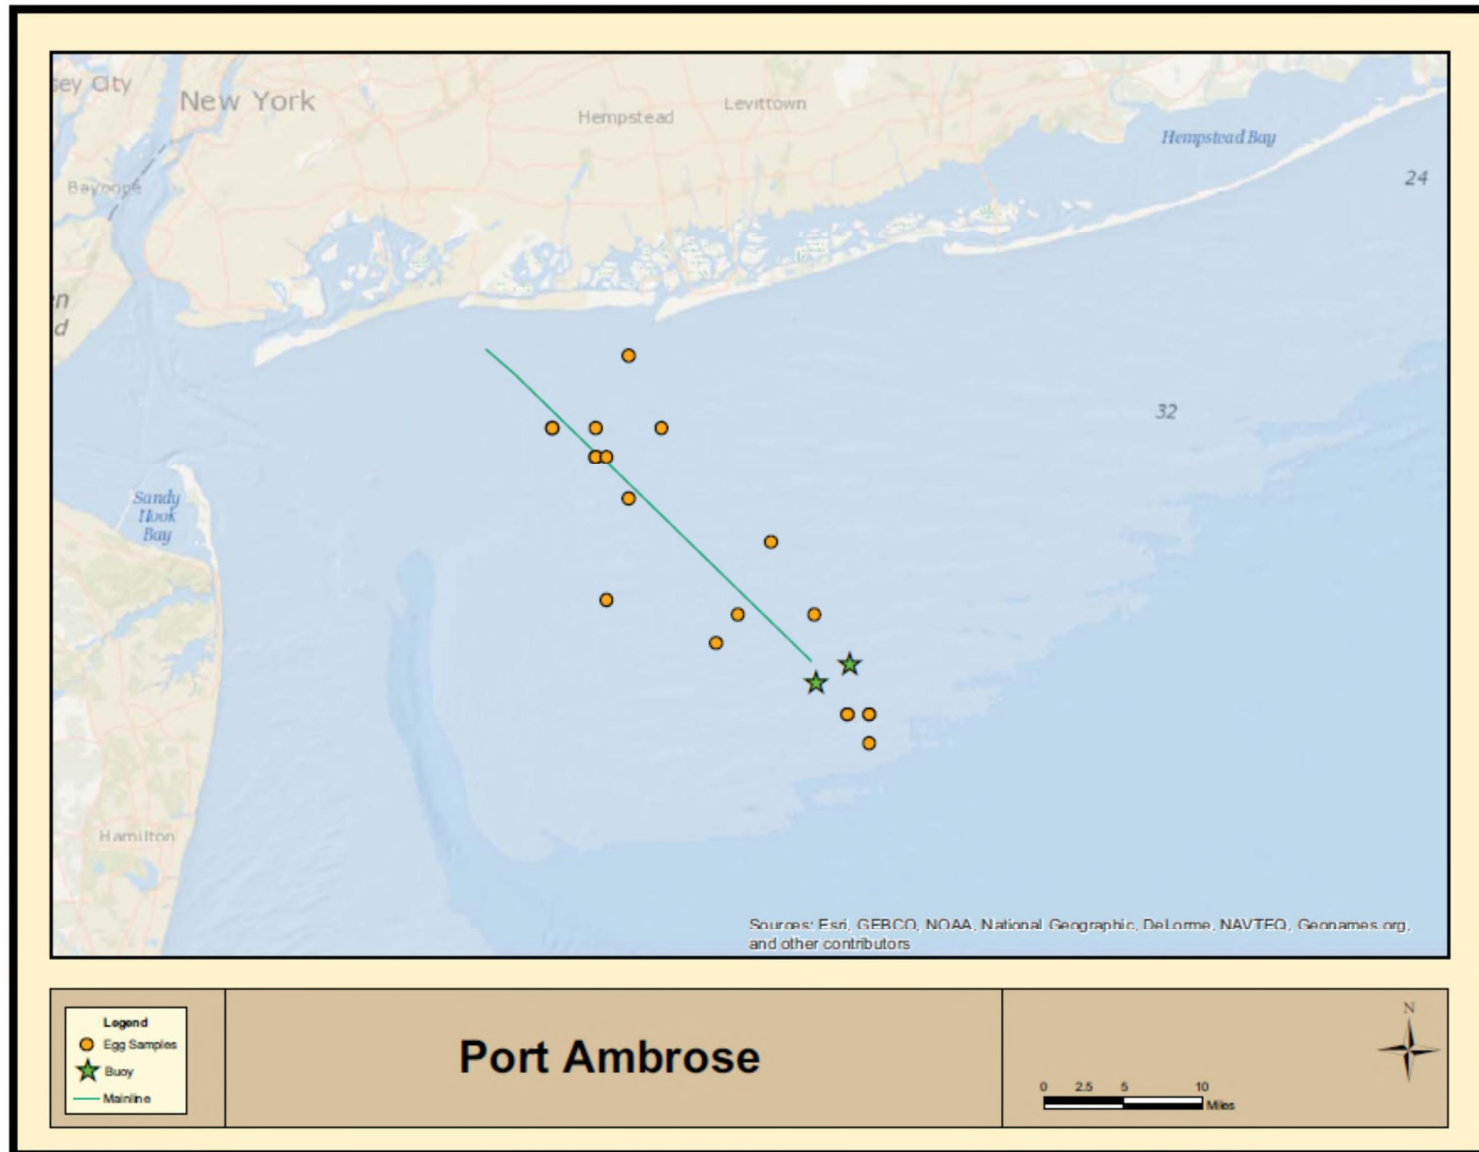 sey City
New York
Hempstead
Levittown
Hempstead Bay
24
Bayonne
en
d
32
Sandy
Hook
Bay
Hamilton
Sources: Esri, GEBCO, NOAA, National Geographic, DeLorme, NAVTEQ, Geonames.org,
and other contributors
Legend
Egg Samples
Buoy
Mainline
Port Ambrose
N
0 2.5 5 10
Miles